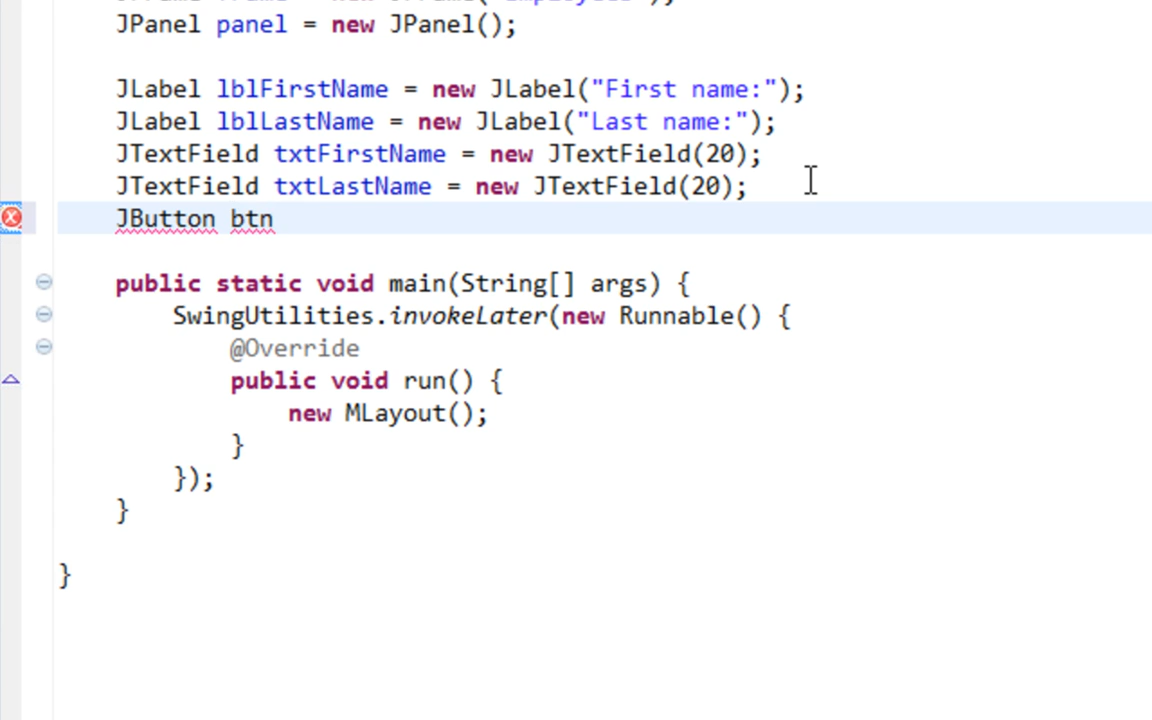 JPanel panel = new JPanel();
JLabel lblFirstName = new JLabel("First name:");
JLabel lblLastName = new JLabel("Last name:");
JTextField txtFirstName = new JTextField(20);
JTextField txtLastName = new JTextField(20);
JButton btn
public static void main(String[] args) {
SwingUtilities.invokeLater(new Runnable() {
@Override
public void run() {
new MLayout();
}
});
}
}